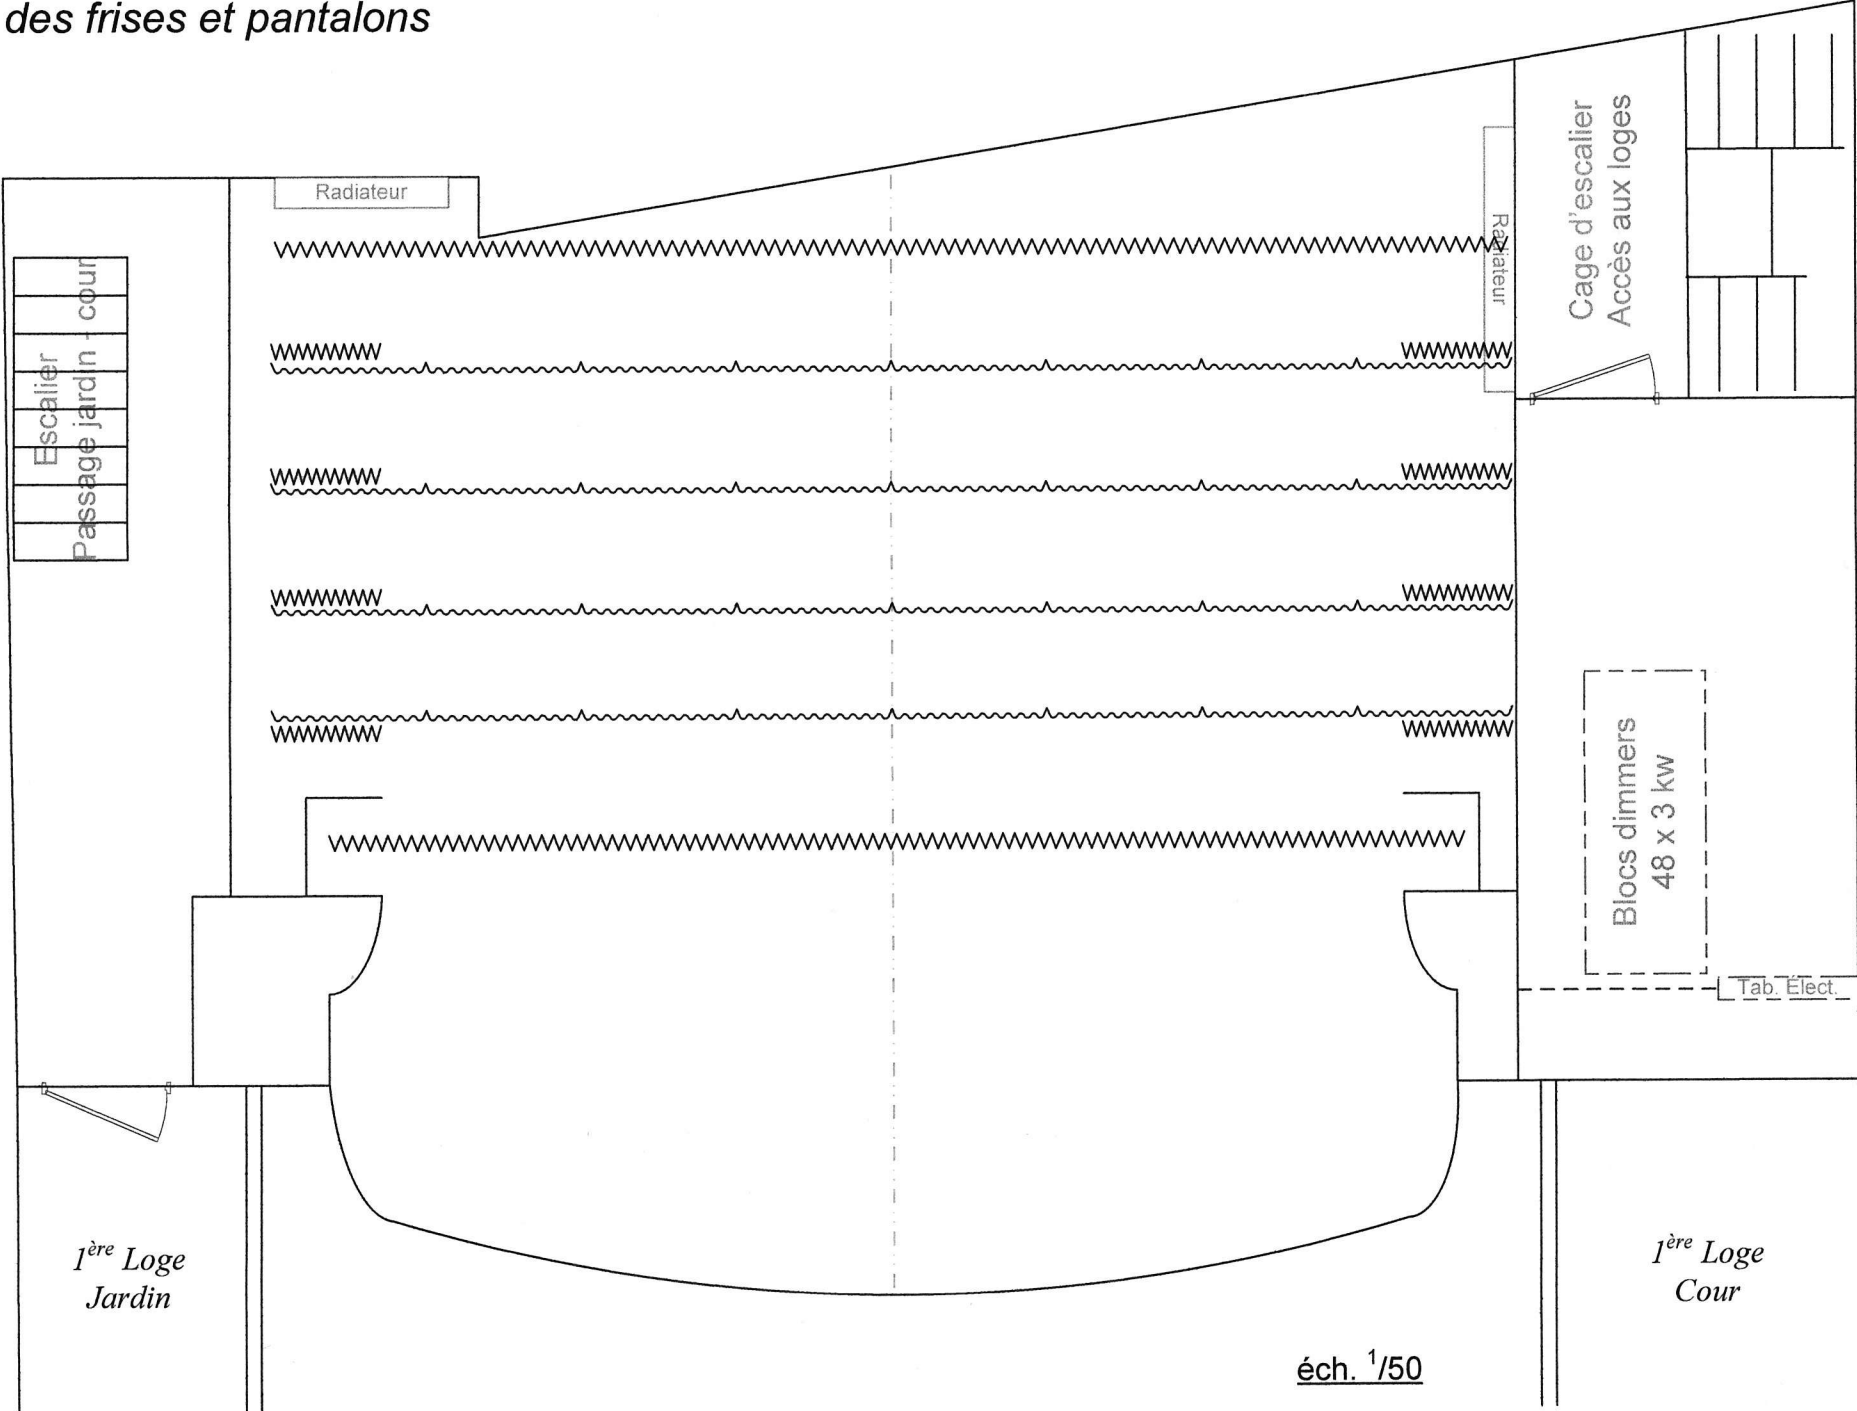 des frises et pantalons
Radiateur
Radiateur
Cage d'escalier
Accès aux loges
Escalier
Passage jardin - cour
Blocs dimmers
48 x 3 kw
Tab. Élect.
1ère Loge
Jardin
1ère Loge
Cour
éch. 1/50